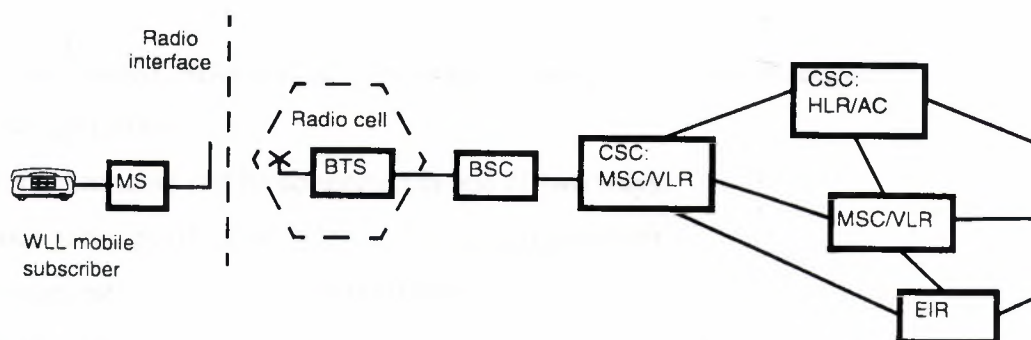 Radio
interface
Radio cell
MS
BTS
BSC
CSC:
MSC/VLR
CSC:
HLR/AC
MSC/VLR
EIR
WLL mobile
subscriber